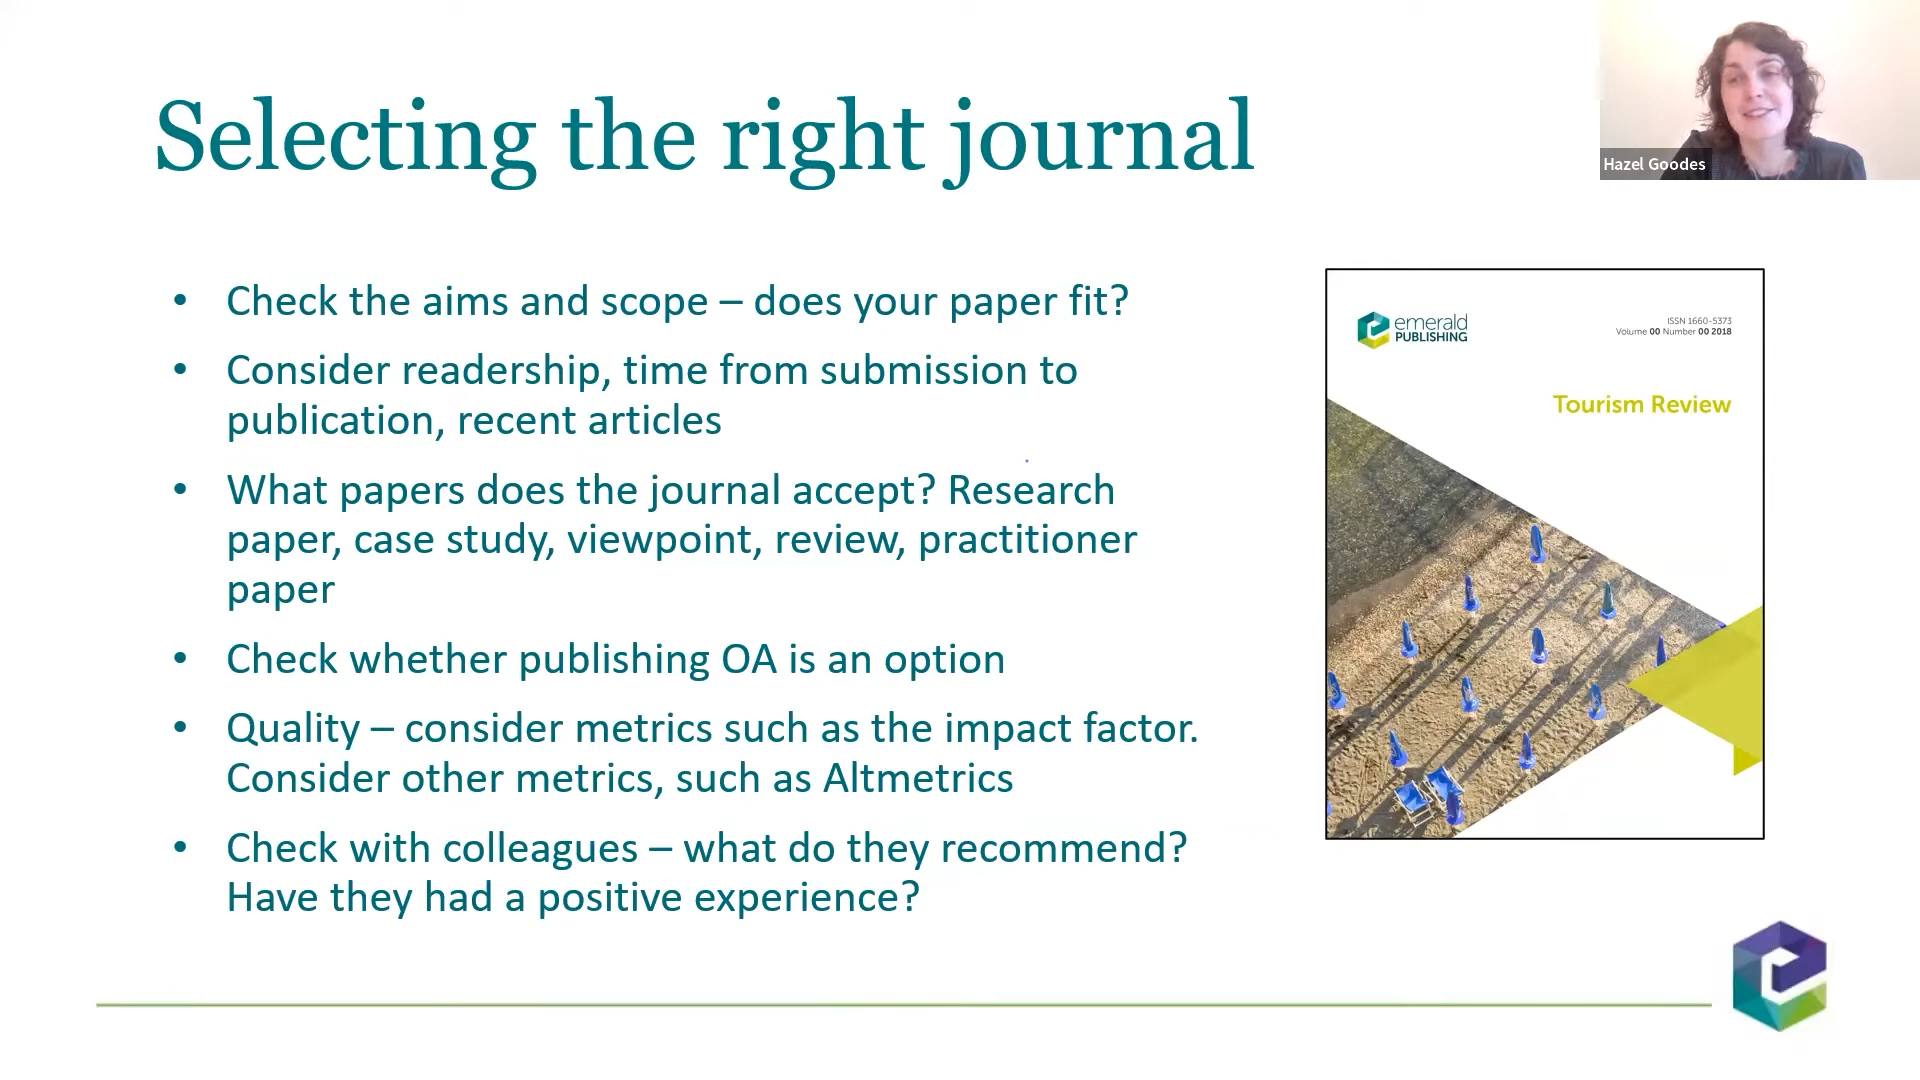 Selecting the right journal
Hazel Goodes
• Check the aims and scope – does your paper fit?
• Consider readership, time from submission to
publication, recent articles
• What papers does the journal accept? Research
paper, case study, viewpoint, review, practitioner
paper
• Check whether publishing OA is an option
• Quality – consider metrics such as the impact factor.
Consider other metrics, such as Altmetrics
• Check with colleagues – what do they recommend?
Have they had a positive experience?
emerald
PUBLISHING
ISSN 1660-5373
Volume 00 Number 00 2018
Tourism Review